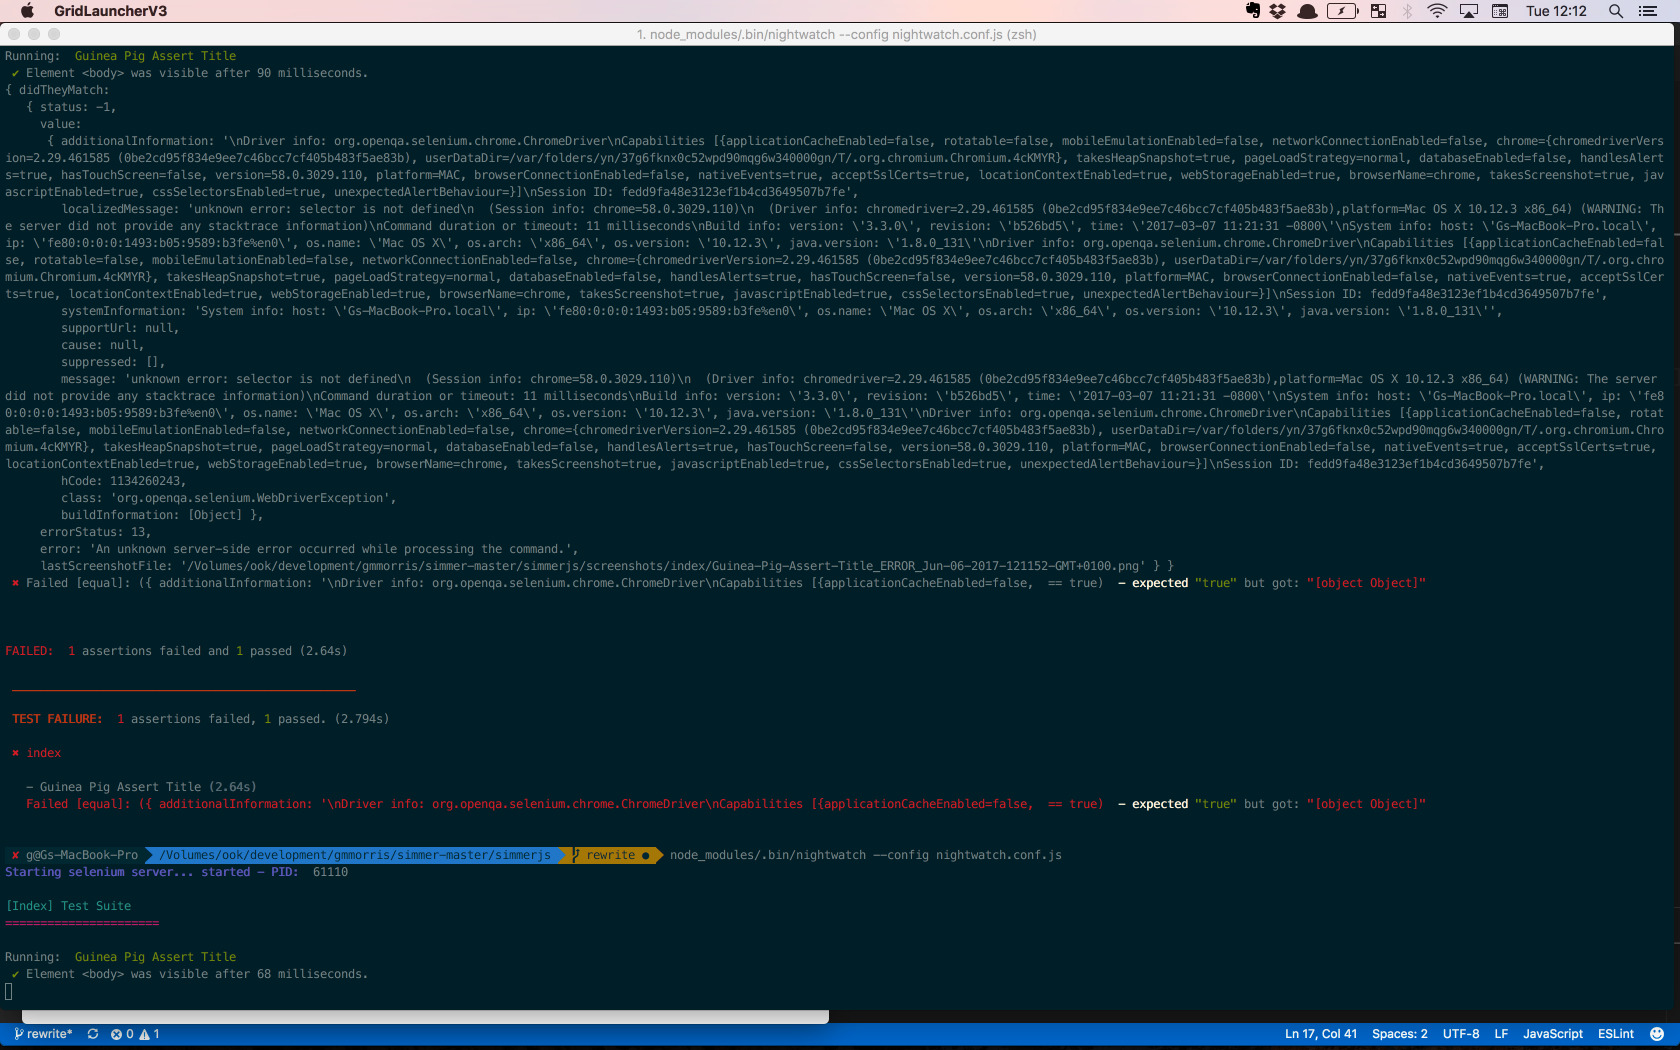 GridLauncherV3
Tue 12:12
1. node_modules/.bin/nightwatch --config nightwatch.conf.js (zsh)
Running:  Guinea Pig Assert Title
✔ Element <body> was visible after 90 milliseconds.
{ didTheyMatch:
{ status: -1,
value:
{ additionalInformation: '\nDriver info: org.openqa.selenium.chrome.ChromeDriver\nCapabilities [{applicationCacheEnabled=false, rotatable=false, mobileEmulationEnabled=false, networkConnectionEnabled=false, chrome={chromedriverVers
ion=2.29.461585 (0be2cd95f834e9ee7c46bcc7cf405b483f5ae83b), userDataDir=/var/folders/yn/37g6fknx0c52wpd90mqg6w340000gn/T/.org.chromium.Chromium.4cKMYR}, takesHeapSnapshot=true, pageLoadStrategy=normal, databaseEnabled=false, handlesAlert
s=true, hasTouchScreen=false, version=58.0.3029.110, platform=MAC, browserConnectionEnabled=false, nativeEvents=true, acceptSslCerts=true, locationContextEnabled=true, webStorageEnabled=true, browserName=chrome, takesScreenshot=true, jav
ascriptEnabled=true, cssSelectorsEnabled=true, unexpectedAlertBehaviour=}]\nSession ID: fedd9fa48e3123ef1b4cd3649507b7fe',
localizedMessage: 'unknown error: selector is not defined\n  (Session info: chrome=58.0.3029.110)\n  (Driver info: chromedriver=2.29.461585 (0be2cd95f834e9ee7c46bcc7cf405b483f5ae83b),platform=Mac OS X 10.12.3 x86_64) (WARNING: Th
e server did not provide any stacktrace information)\nCommand duration or timeout: 11 milliseconds\nBuild info: version: \'3.3.0\', revision: \'b526bd5\', time: \'2017-03-07 11:21:31 -0800\'\nSystem info: host: \'Gs-MacBook-Pro.local\',
ip: \'fe80:0:0:0:1493:b05:9589:b3fe%en0\', os.name: \'Mac OS X\', os.arch: \'x86_64\', os.version: \'10.12.3\', java.version: \'1.8.0_131\'\nDriver info: org.openqa.selenium.chrome.ChromeDriver\nCapabilities [{applicationCacheEnabled=fal
se, rotatable=false, mobileEmulationEnabled=false, networkConnectionEnabled=false, chrome={chromedriverVersion=2.29.461585 (0be2cd95f834e9ee7c46bcc7cf405b483f5ae83b), userDataDir=/var/folders/yn/37g6fknx0c52wpd90mqg6w340000gn/T/.org.chro
mium.Chromium.4cKMYR}, takesHeapSnapshot=true, pageLoadStrategy=normal, databaseEnabled=false, handlesAlerts=true, hasTouchScreen=false, version=58.0.3029.110, platform=MAC, browserConnectionEnabled=false, nativeEvents=true, acceptSslCer
ts=true, locationContextEnabled=true, webStorageEnabled=true, browserName=chrome, takesScreenshot=true, javascriptEnabled=true, cssSelectorsEnabled=true, unexpectedAlertBehaviour=}]\nSession ID: fedd9fa48e3123ef1b4cd3649507b7fe',
systemInformation: 'System info: host: \'Gs-MacBook-Pro.local\', ip: \'fe80:0:0:0:1493:b05:9589:b3fe%en0\', os.name: \'Mac OS X\', os.arch: \'x86_64\', os.version: \'10.12.3\', java.version: \'1.8.0_131\'',
supportUrl: null,
cause: null,
suppressed: [],
message: 'unknown error: selector is not defined\n  (Session info: chrome=58.0.3029.110)\n  (Driver info: chromedriver=2.29.461585 (0be2cd95f834e9ee7c46bcc7cf405b483f5ae83b),platform=Mac OS X 10.12.3 x86_64) (WARNING: The server
did not provide any stacktrace information)\nCommand duration or timeout: 11 milliseconds\nBuild info: version: \'3.3.0\', revision: \'b526bd5\', time: \'2017-03-07 11:21:31 -0800\'\nSystem info: host: \'Gs-MacBook-Pro.local\', ip: \'fe8
0:0:0:0:1493:b05:9589:b3fe%en0\', os.name: \'Mac OS X\', os.arch: \'x86_64\', os.version: \'10.12.3\', java.version: \'1.8.0_131\'\nDriver info: org.openqa.selenium.chrome.ChromeDriver\nCapabilities [{applicationCacheEnabled=false, rotat
able=false, mobileEmulationEnabled=false, networkConnectionEnabled=false, chrome={chromedriverVersion=2.29.461585 (0be2cd95f834e9ee7c46bcc7cf405b483f5ae83b), userDataDir=/var/folders/yn/37g6fknx0c52wpd90mqg6w340000gn/T/.org.chromium.Chro
mium.4cKMYR}, takesHeapSnapshot=true, pageLoadStrategy=normal, databaseEnabled=false, handlesAlerts=true, hasTouchScreen=false, version=58.0.3029.110, platform=MAC, browserConnectionEnabled=false, nativeEvents=true, acceptSslCerts=true,
locationContextEnabled=true, webStorageEnabled=true, browserName=chrome, takesScreenshot=true, javascriptEnabled=true, cssSelectorsEnabled=true, unexpectedAlertBehaviour=}]\nSession ID: fedd9fa48e3123ef1b4cd3649507b7fe',
hCode: 1134260243,
class: 'org.openqa.selenium.WebDriverException',
buildInformation: [Object] },
errorStatus: 13,
error: 'An unknown server-side error occurred while processing the command.',
lastScreenshotFile: '/Volumes/ook/development/gmmorris/simmer-master/simmerjs/screenshots/index/Guinea-Pig-Assert-Title_ERROR_Jun-06-2017-121152-GMT+0100.png' } }
✖ Failed [equal]: ({ additionalInformation: '\nDriver info: org.openqa.selenium.chrome.ChromeDriver\nCapabilities [{applicationCacheEnabled=false,  == true)  - expected "true" but got: "[object Object]"
FAILED:  1 assertions failed and 1 passed (2.64s)
TEST FAILURE:  1 assertions failed, 1 passed. (2.794s)
✖ index
- Guinea Pig Assert Title (2.64s)
Failed [equal]: ({ additionalInformation: '\nDriver info: org.openqa.selenium.chrome.ChromeDriver\nCapabilities [{applicationCacheEnabled=false,  == true)  - expected "true" but got: "[object Object]"
✘ g@Gs-MacBook-Pro /Volumes/ook/development/gmmorris/simmer-master/simmerjs rewrite ● node_modules/.bin/nightwatch --config nightwatch.conf.js
Starting selenium server... started - PID:  61110
[Index] Test Suite
======================
Running:  Guinea Pig Assert Title
✔ Element <body> was visible after 68 milliseconds.
rewrite* 0 1 Ln 17, Col 41 Spaces: 2 UTF-8 LF JavaScript ESLint